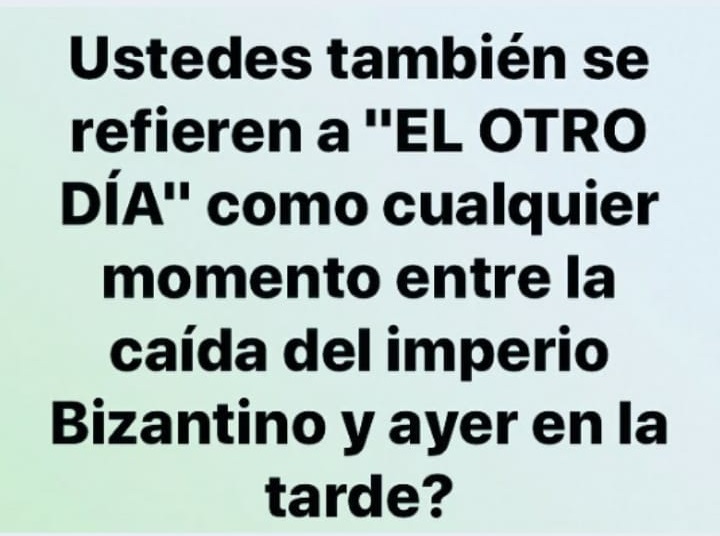 Ustedes también se
refieren a "EL OTRO
DÍA" como cualquier
momento entre la
caída del imperio
Bizantino y ayer en la
tarde?